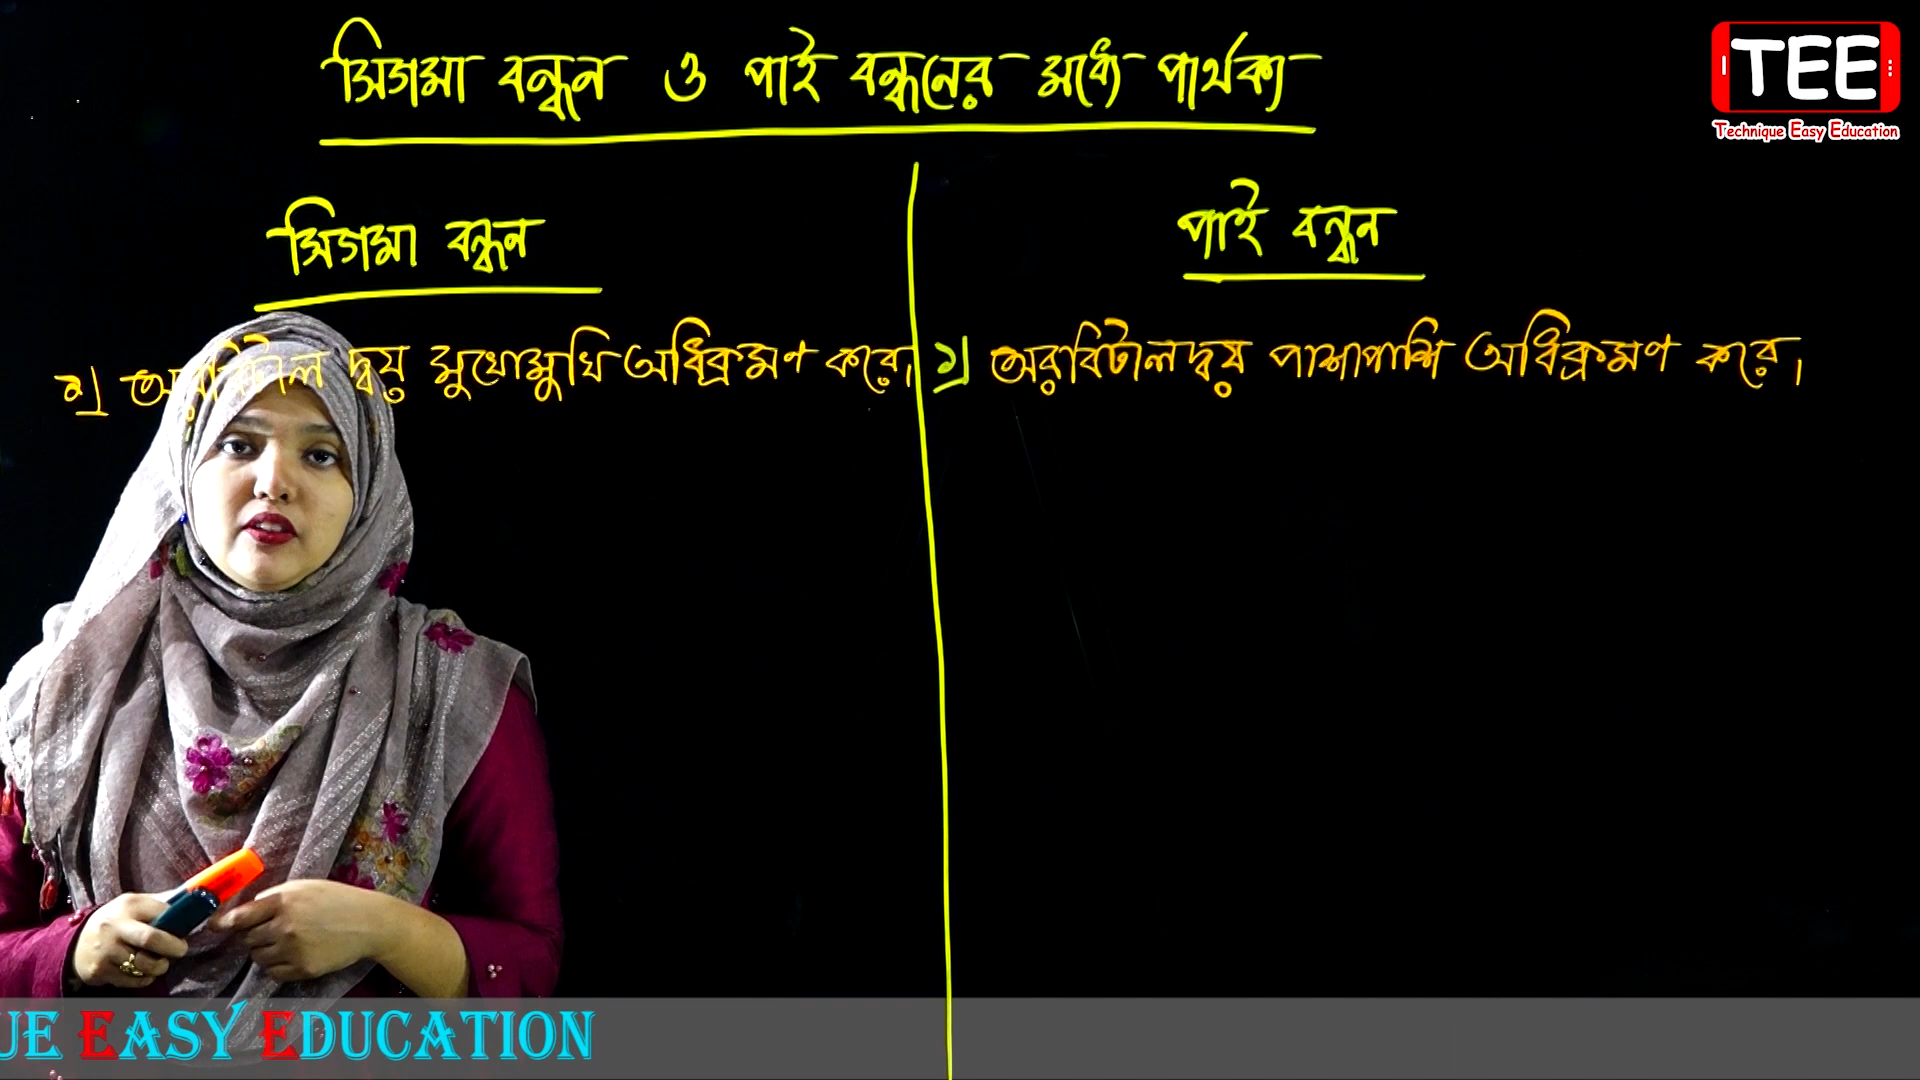 সিগমা বন্ধন ও পাই বন্ধনের মধ্যে পার্থক্য
TEE
Technique Easy Education
সিগমা বন্ধন
১) অরবিটাল দ্বয় মুখোমুখি অধিক্রমণ করে।
পাই বন্ধন
১) অরবিটালদ্বয় পাশাপাশি অধিক্রমণ করে।
UE EASY EDUCATION